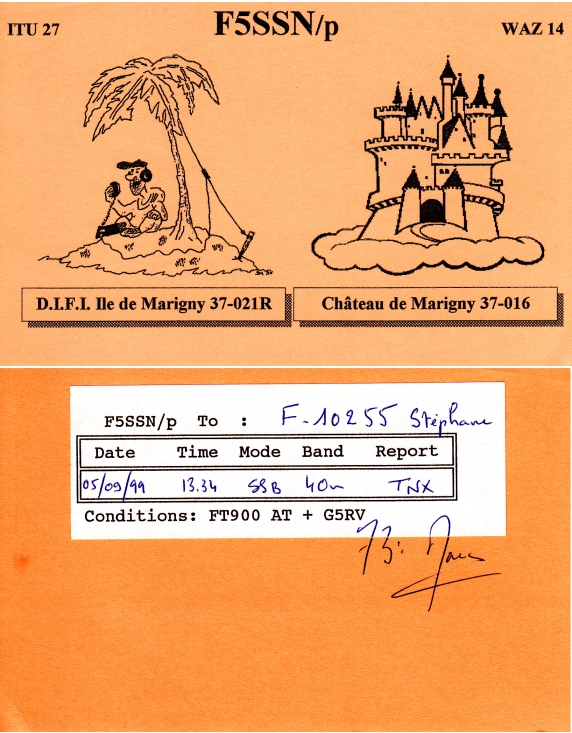 ITU 27 F5SSN/p WAZ 14
D.I.F.I. Ile de Marigny 37-021R
Château de Marigny 37-016
F5SSN/p To : F-10255 Stéphane
Date Time Mode Band Report
05/09/99 13.34 SSB 40m TNX
Conditions: FT900 AT + G5RV
73: